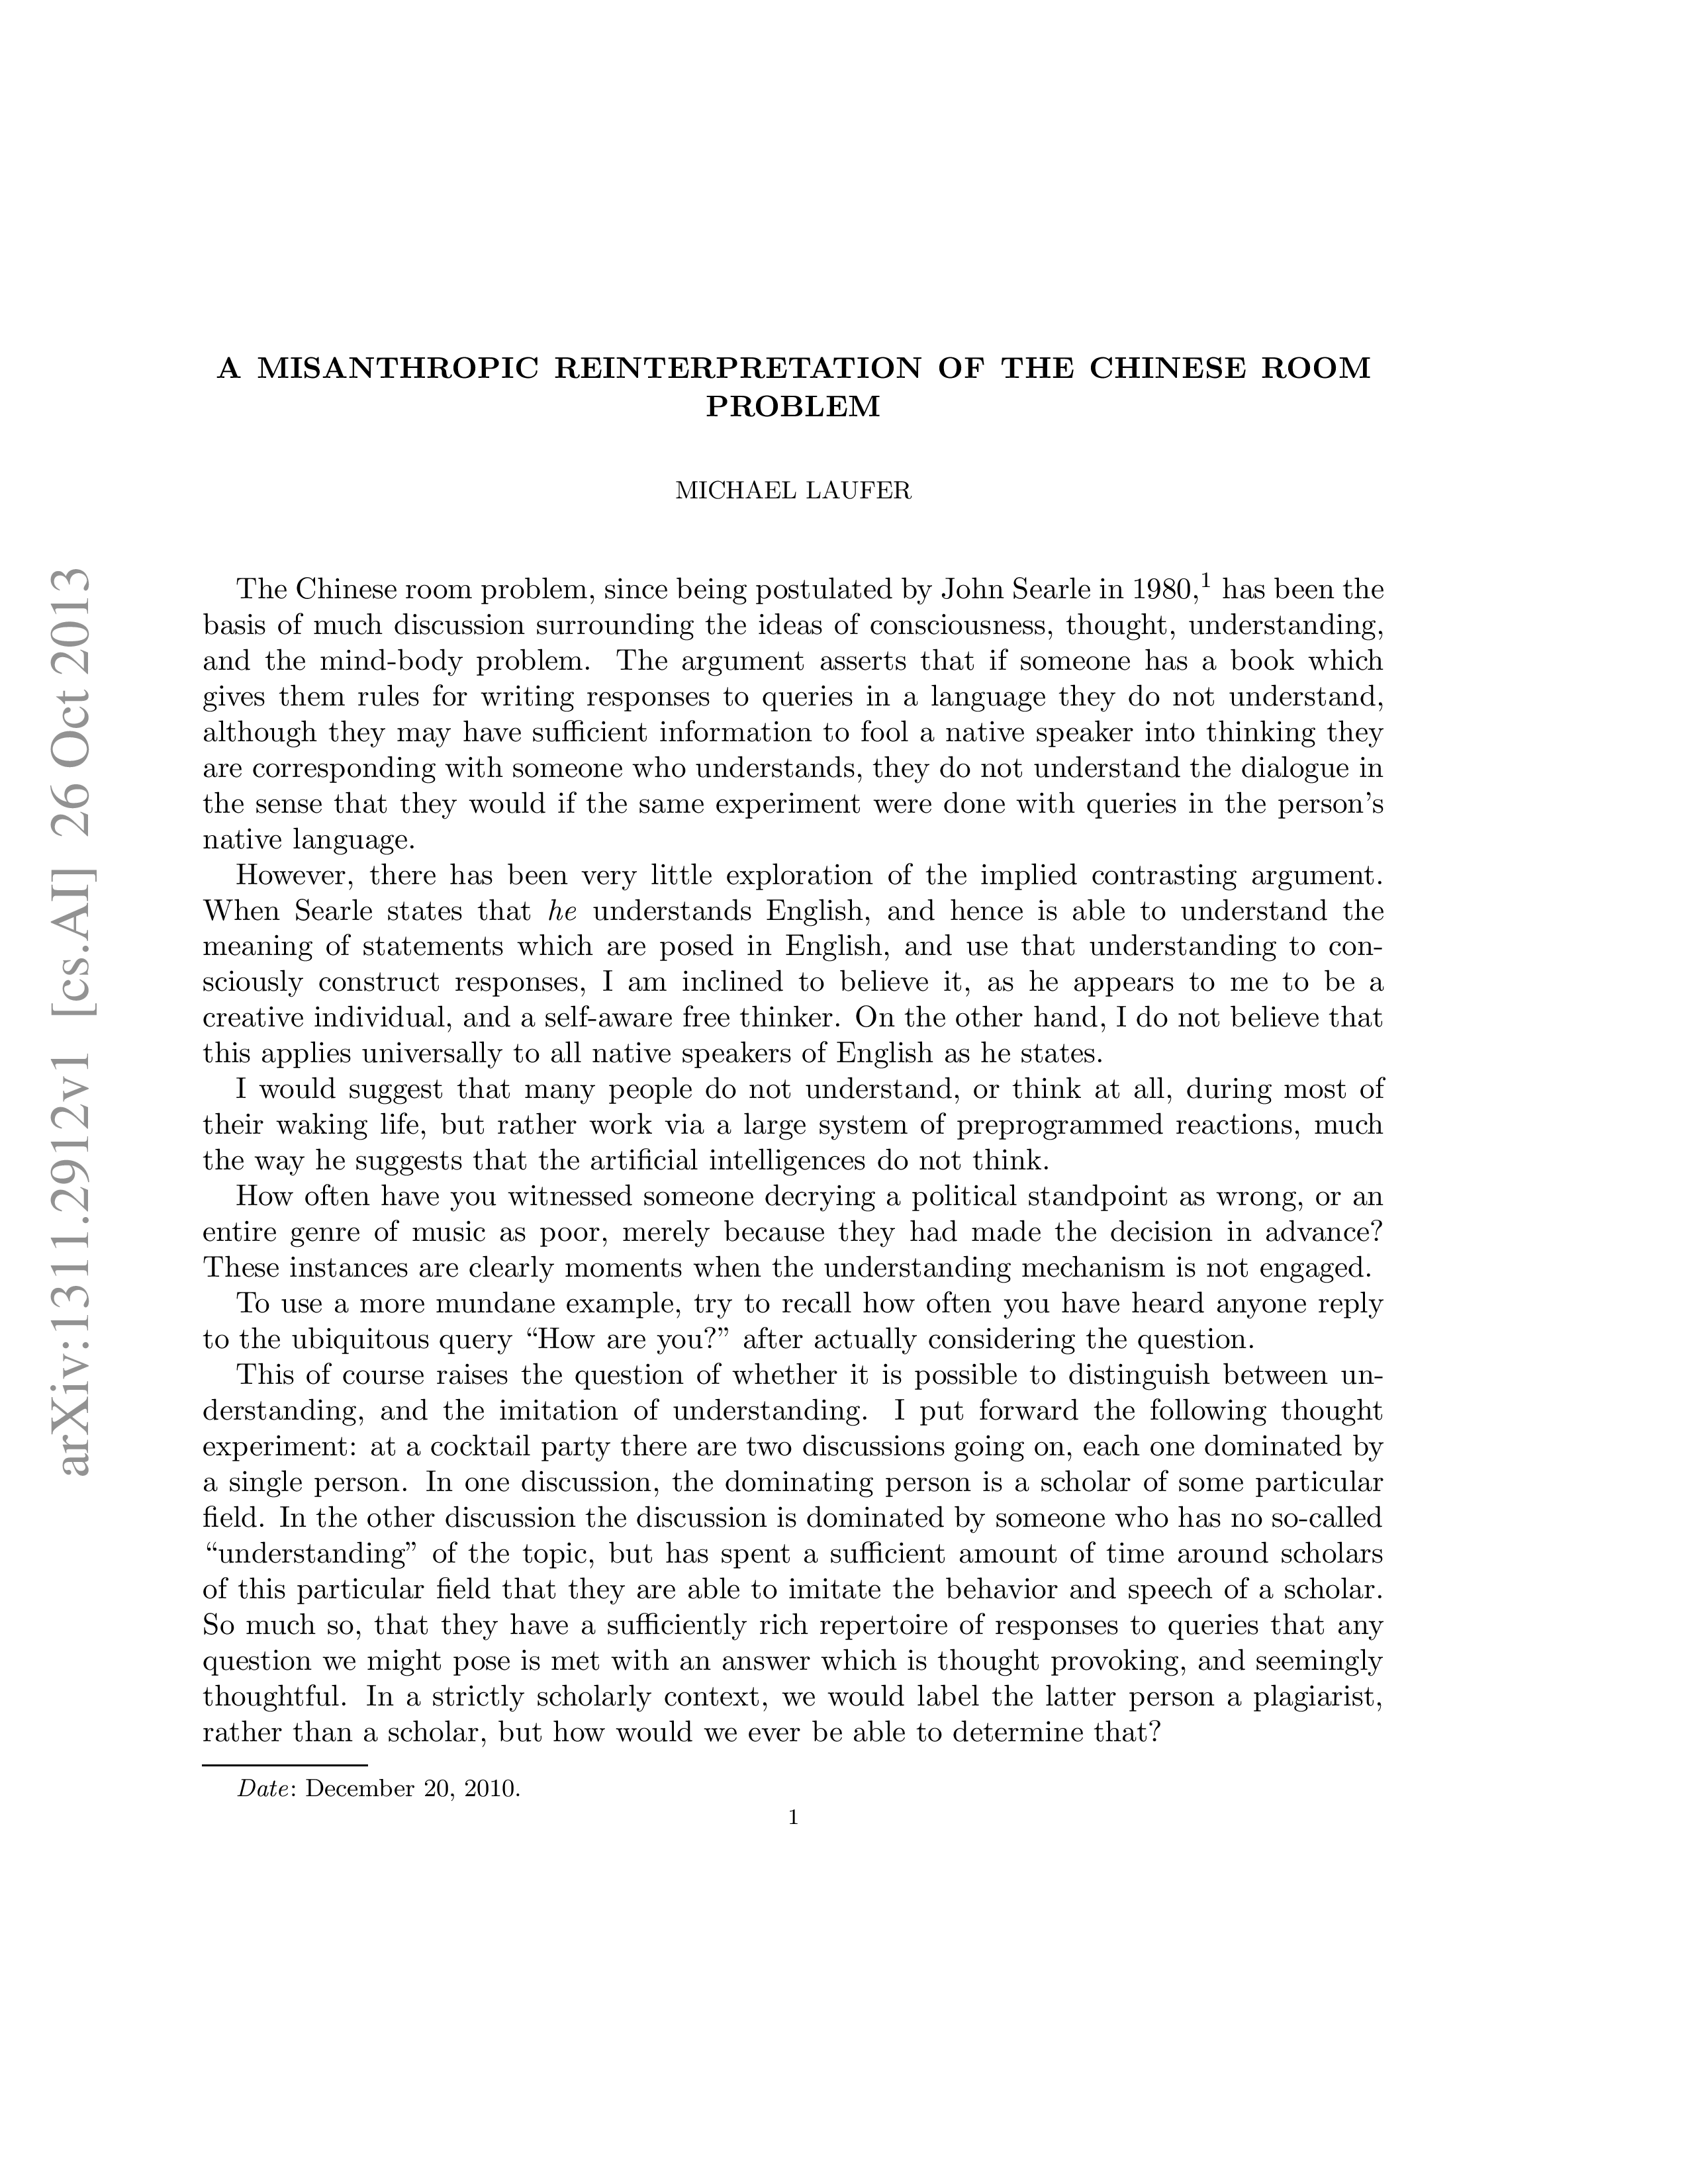 A MISANTHROPIC REINTERPRETATION OF THE CHINESE ROOM
PROBLEM
MICHAEL LAUFER
The Chinese room problem, since being postulated by John Searle in 1980,1 has been the
basis of much discussion surrounding the ideas of consciousness, thought, understanding,
and the mind-body problem. The argument asserts that if someone has a book which
gives them rules for writing responses to queries in a language they do not understand,
although they may have sufficient information to fool a native speaker into thinking they
are corresponding with someone who understands, they do not understand the dialogue in
the sense that they would if the same experiment were done with queries in the person's
native language.
However, there has been very little exploration of the implied contrasting argument.
When Searle states that he understands English, and hence is able to understand the
meaning of statements which are posed in English, and use that understanding to con-
sciously construct responses, I am inclined to believe it, as he appears to me to be a
creative individual, and a self-aware free thinker. On the other hand, I do not believe that
this applies universally to all native speakers of English as he states.
I would suggest that many people do not understand, or think at all, during most of
their waking life, but rather work via a large system of preprogrammed reactions, much
the way he suggests that the artificial intelligences do not think.
How often have you witnessed someone decrying a political standpoint as wrong, or an
entire genre of music as poor, merely because they had made the decision in advance?
These instances are clearly moments when the understanding mechanism is not engaged.
To use a more mundane example, try to recall how often you have heard anyone reply
to the ubiquitous query “How are you?” after actually considering the question.
This of course raises the question of whether it is possible to distinguish between un-
derstanding, and the imitation of understanding. I put forward the following thought
experiment: at a cocktail party there are two discussions going on, each one dominated by
a single person. In one discussion, the dominating person is a scholar of some particular
field. In the other discussion the discussion is dominated by someone who has no so-called
“understanding” of the topic, but has spent a sufficient amount of time around scholars
of this particular field that they are able to imitate the behavior and speech of a scholar.
So much so, that they have a sufficiently rich repertoire of responses to queries that any
question we might pose is met with an answer which is thought provoking, and seemingly
thoughtful. In a strictly scholarly context, we would label the latter person a plagiarist,
rather than a scholar, but how would we ever be able to determine that?
Date: December 20, 2010.
1
arXiv:1311.2912v1 [cs.AI] 26 Oct 2013